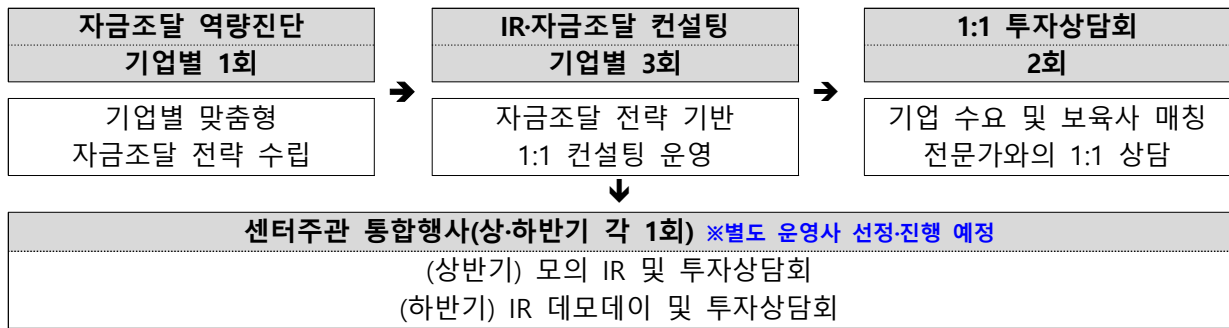 자금조달 역량진단
기업별 1회
기업별 맞춤형
자금조달 전략 수립
➔
IR·자금조달 컨설팅
기업별 3회
자금조달 전략 기반
1:1 컨설팅 운영
➔
1:1 투자상담회
2회
기업 수요 및 보육사 매칭
전문가와의 1:1 상담
센터주관 통합행사(상·하반기 각 1회) ※별도 운영사 선정·진행 예정
(상반기) 모의 IR 및 투자상담회
(하반기) IR 데모데이 및 투자상담회